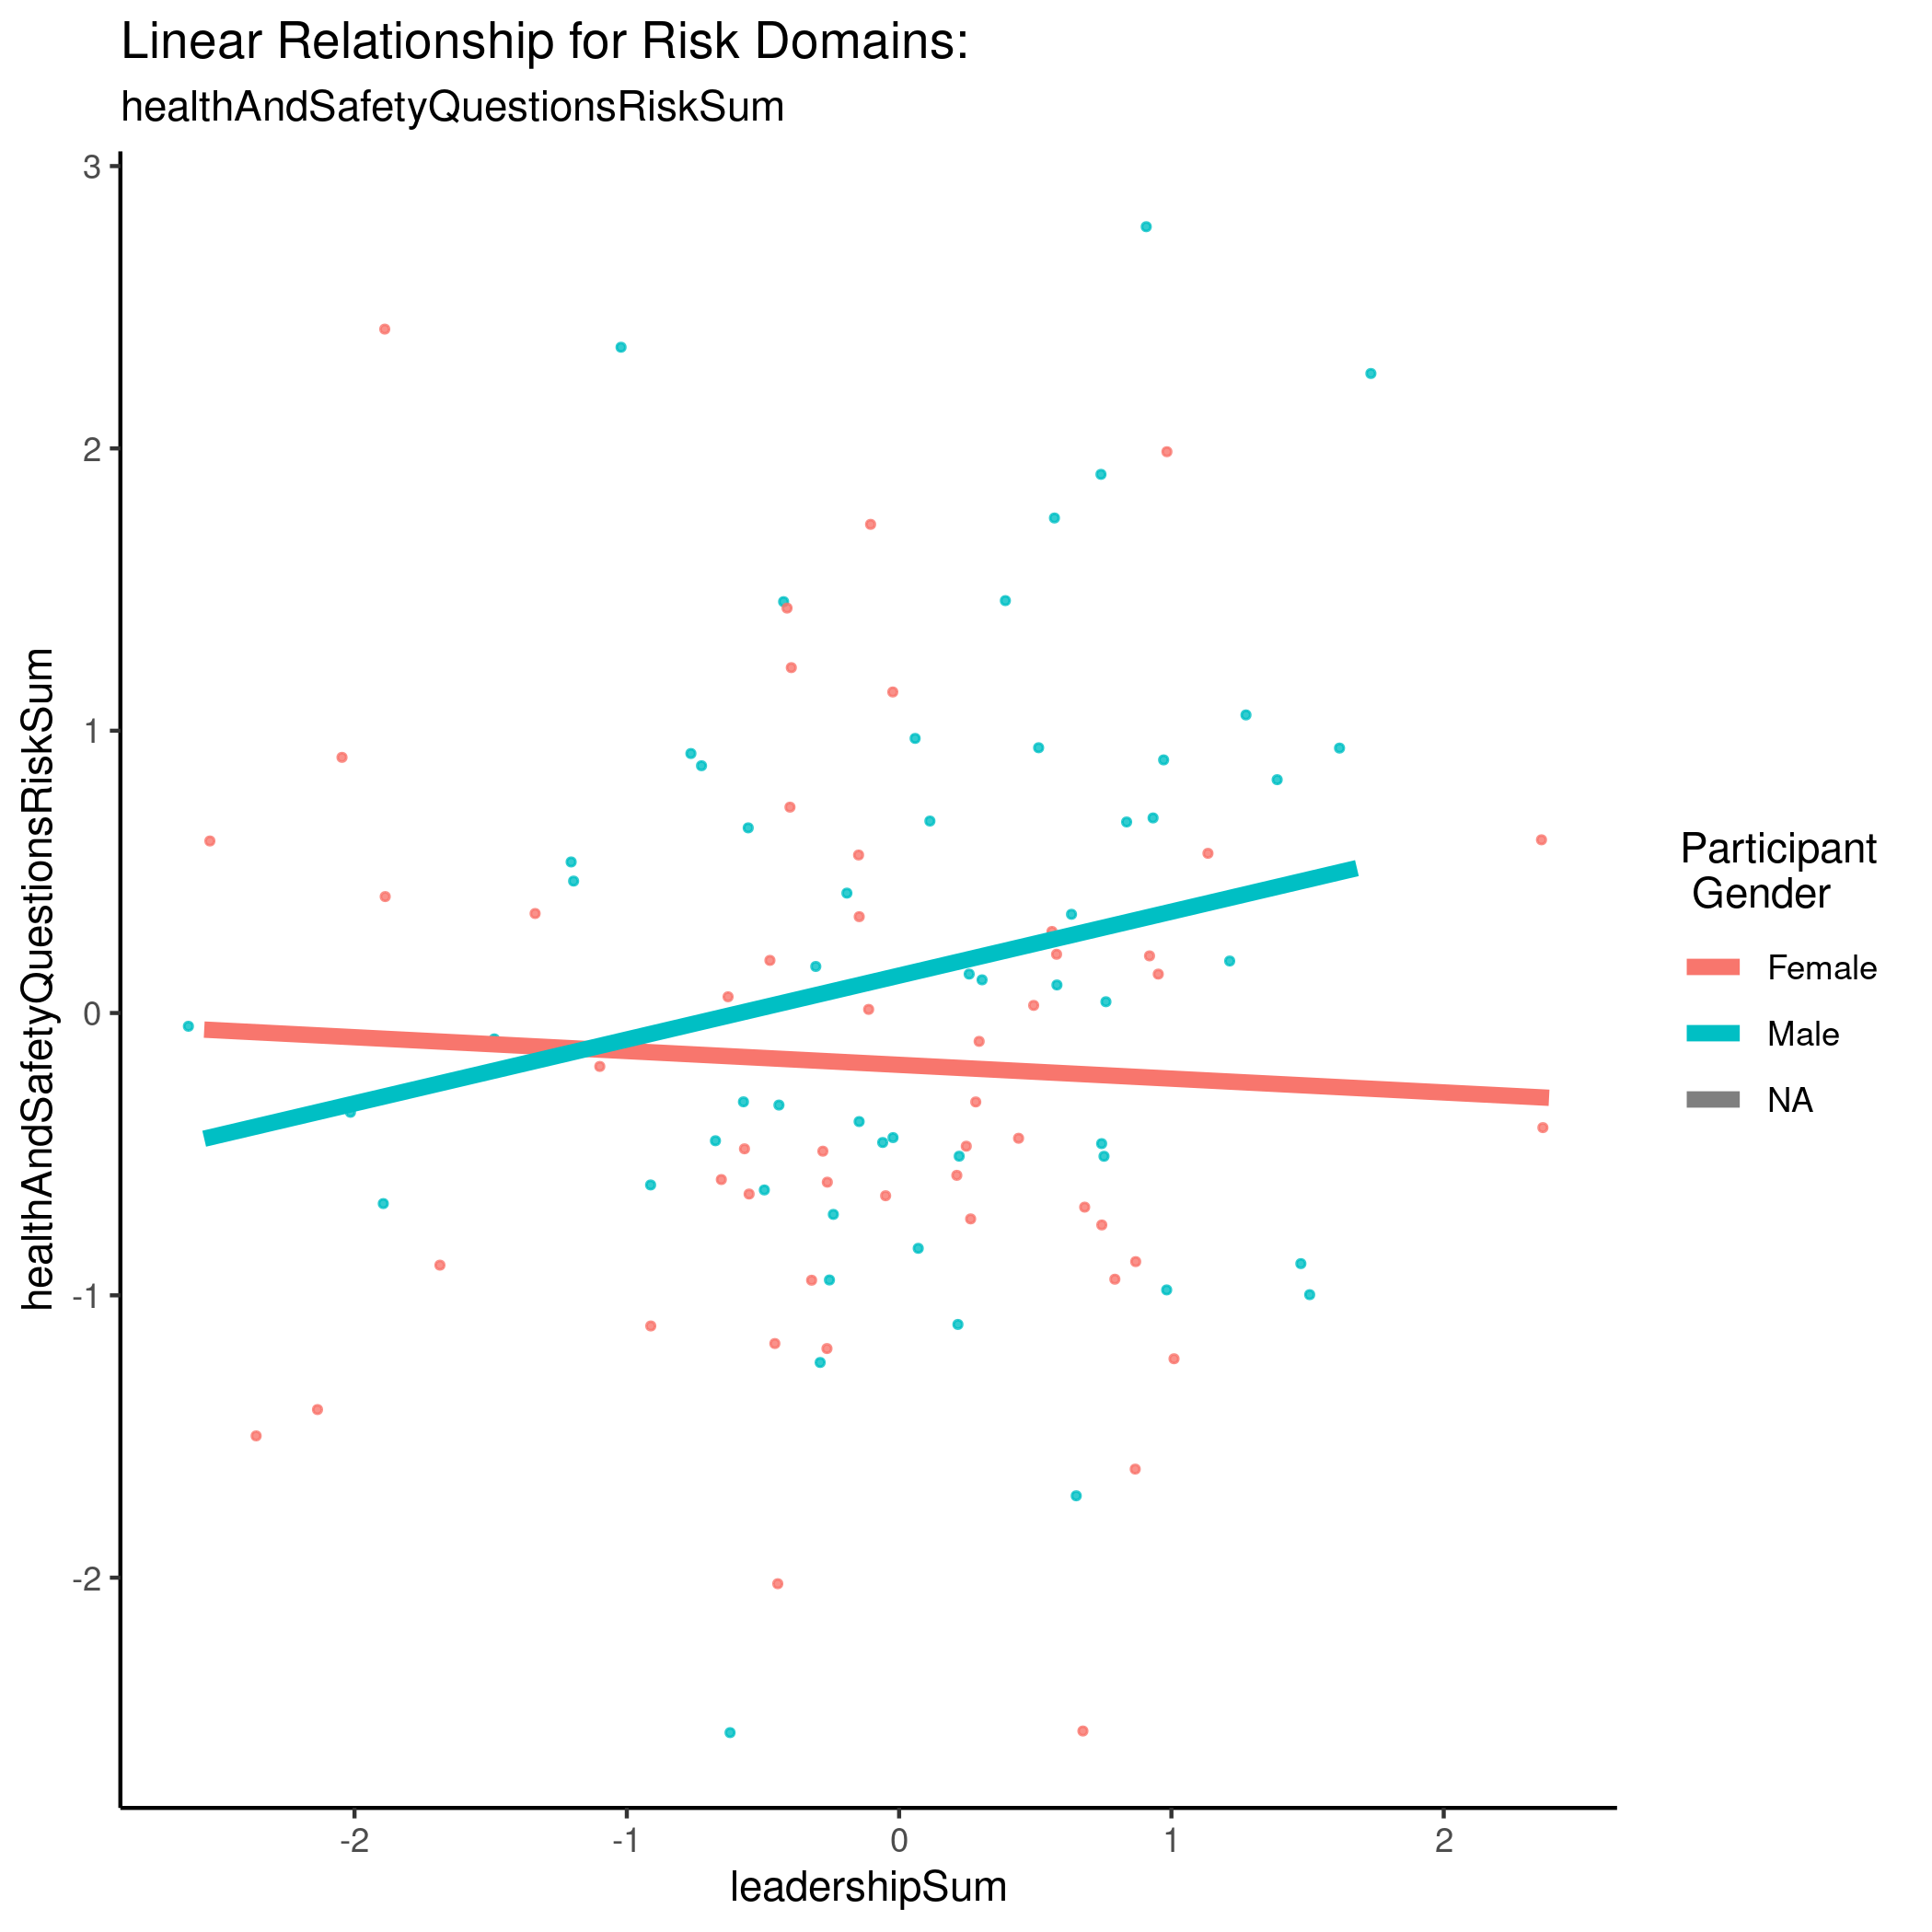 Linear Relationship for Risk Domains:
healthAndSafetyQuestionsRiskSum
3
2
1
0
-1
-2
healthAndSafetyQuestionsRiskSum
-2
-1
0
1
2
leadershipSum
Participant
Gender
Female
Male
NA